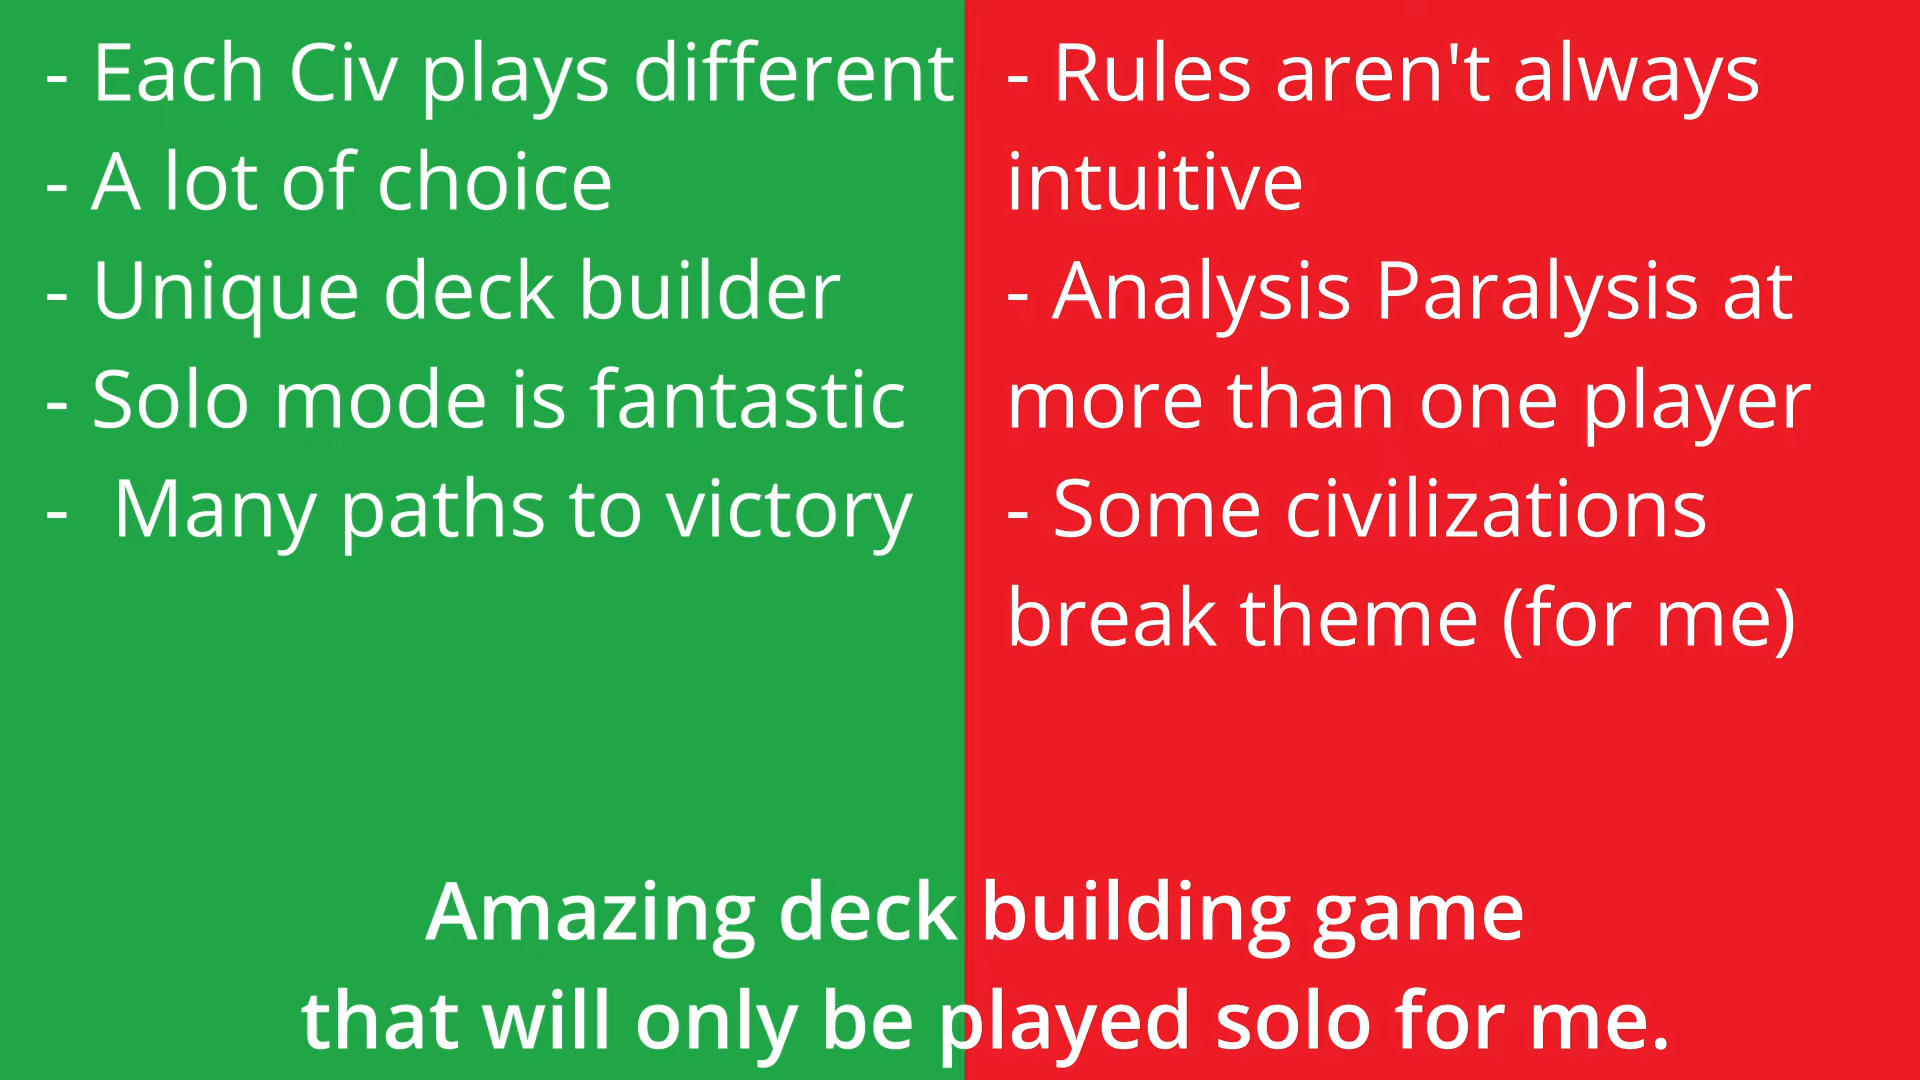 - Each Civ plays different
- A lot of choice
- Unique deck builder
- Solo mode is fantastic
-  Many paths to victory
- Rules aren't always
intuitive
- Analysis Paralysis at
more than one player
- Some civilizations
break theme (for me)
Amazing deck building game
that will only be played solo for me.